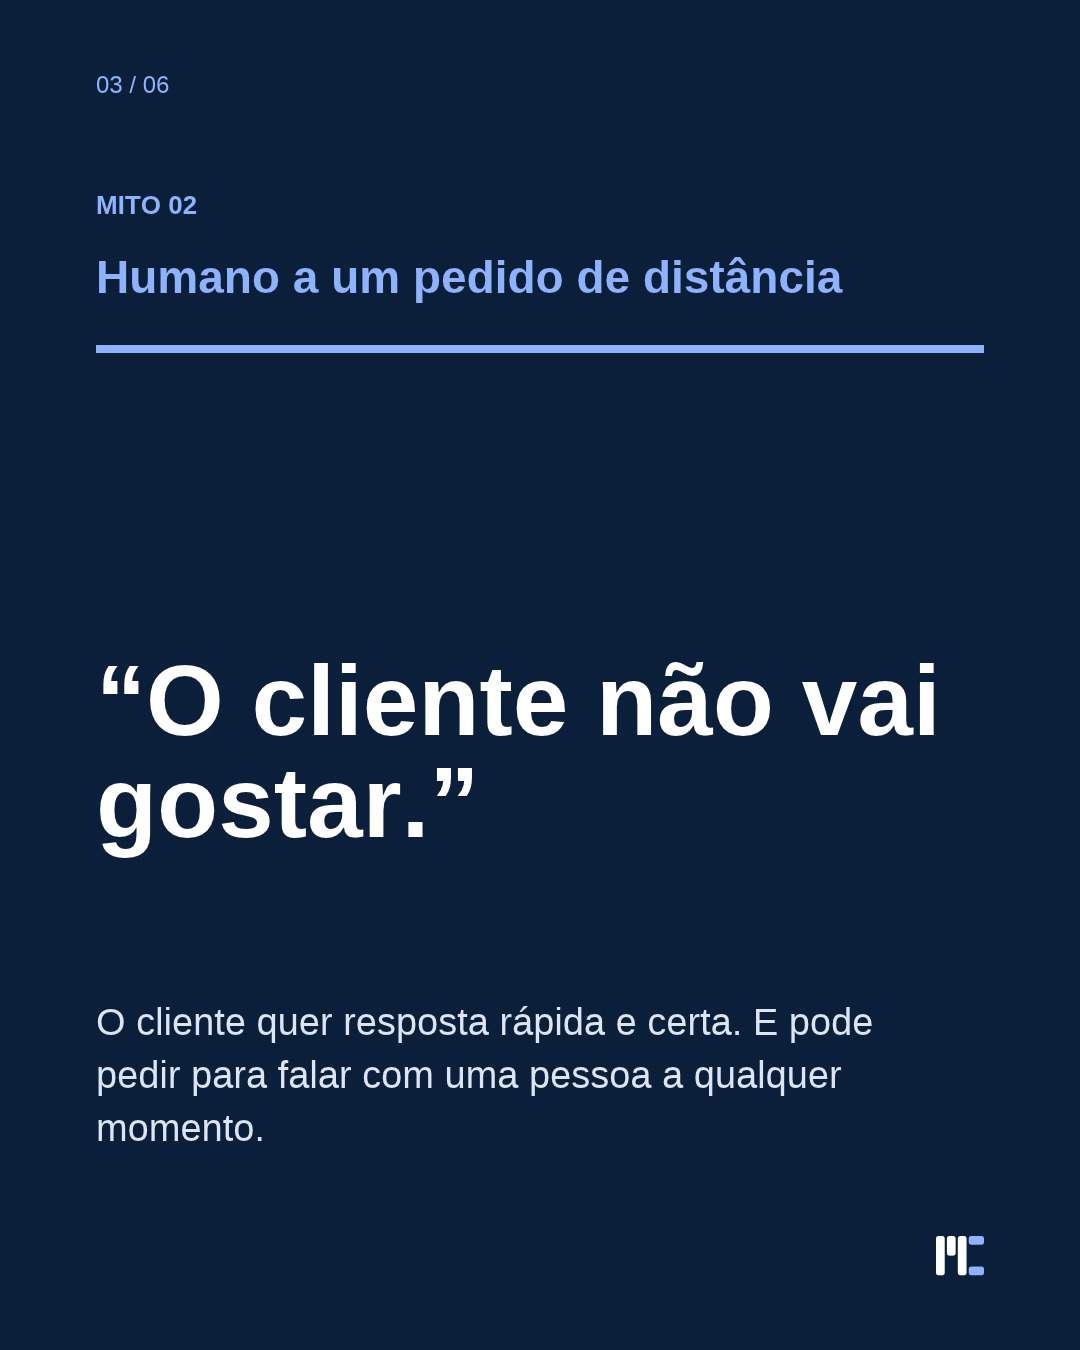 03 / 06
MITO 02
Humano a um pedido de distância
“O cliente não vai
gostar.”
O cliente quer resposta rápida e certa. E pode
pedir para falar com uma pessoa a qualquer
momento.
MC